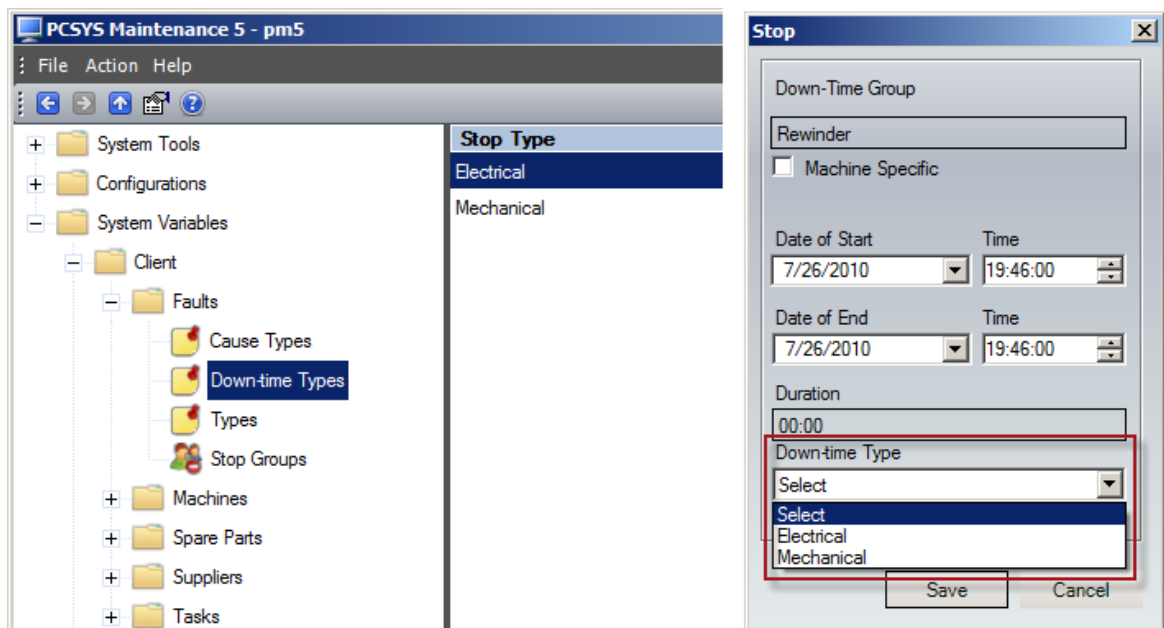 PCSYS Maintenance 5 - pm5
File Action Help
System Tools
Configurations
System Variables
Client
Faults
Cause Types
Down-time Types
Types
Stop Groups
Machines
Spare Parts
Suppliers
Tasks
Stop Type
Electrical
Mechanical
Stop
Down-Time Group
Rewinder
Machine Specific
Date of Start Time
7/26/2010 19:46:00
Date of End Time
7/26/2010 19:46:00
Duration
00:00
Down-time Type
Select
Select
Electrical
Mechanical
Save Cancel